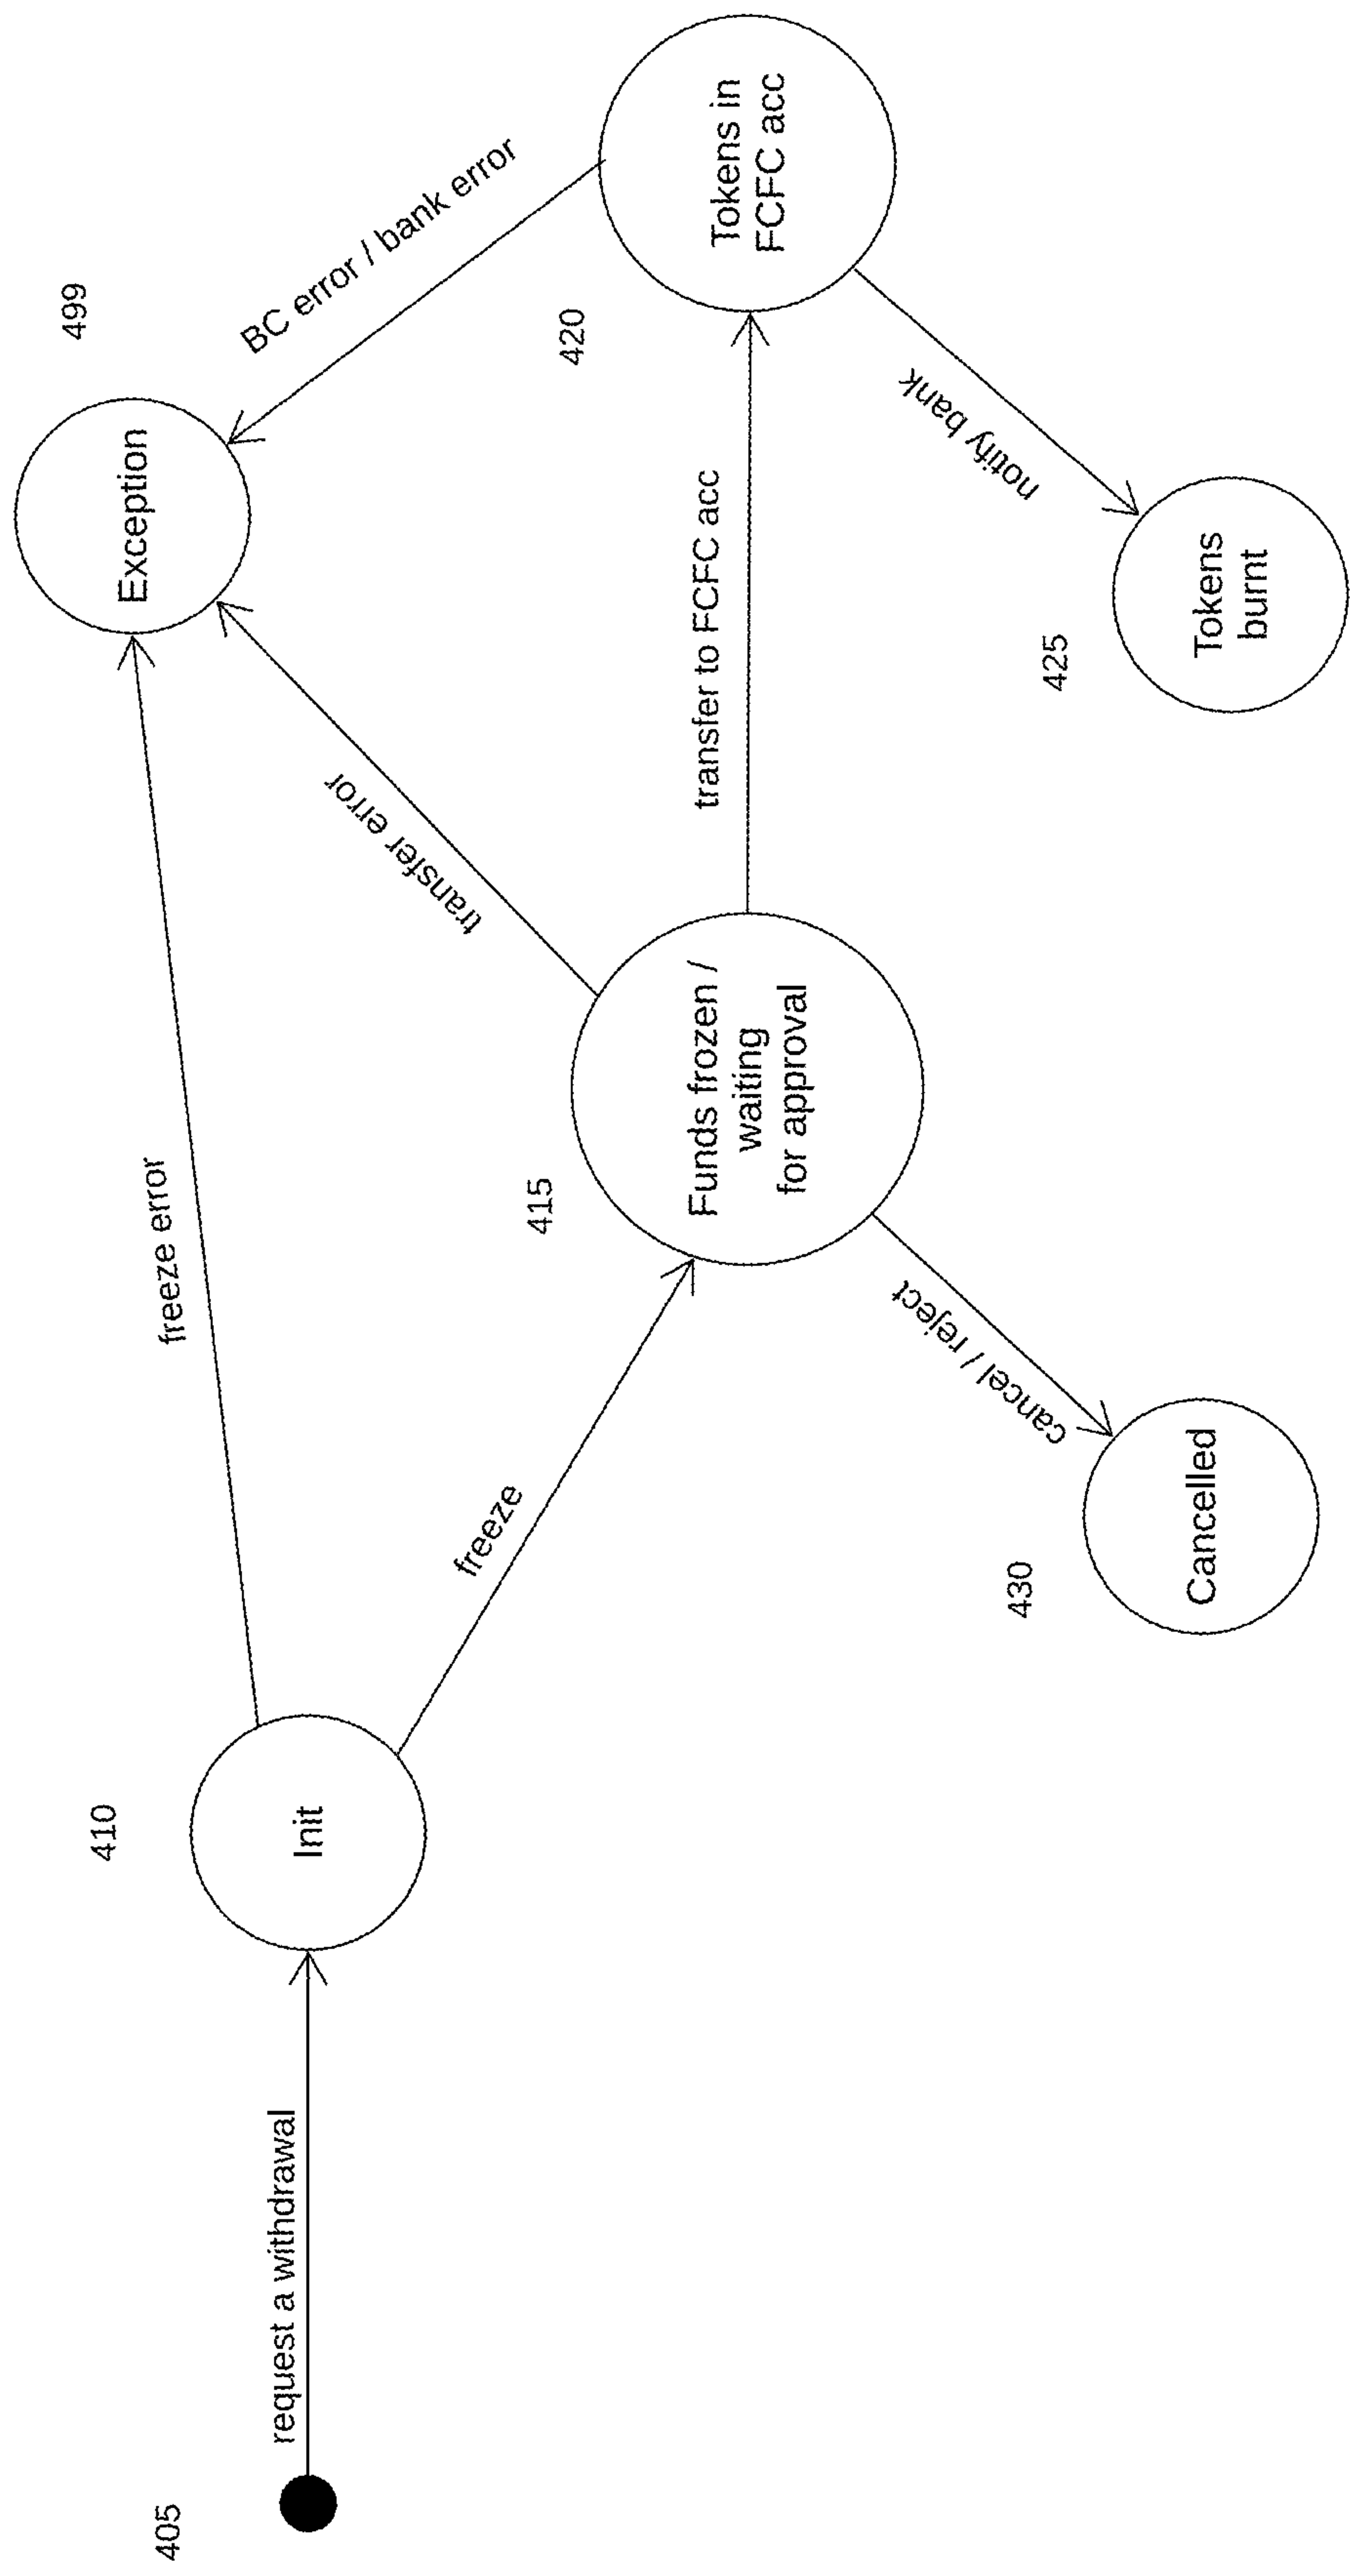 405
request a withdrawal
410
Init
freeze error
freeze
499
Exception
415
Funds frozen /
waiting
for approval
transfer error
cancel / reject
430
Cancelled
transfer to FCFC acc
420
Tokens in
FCFC acc
BC error / bank error
notify bank
425
Tokens
burnt